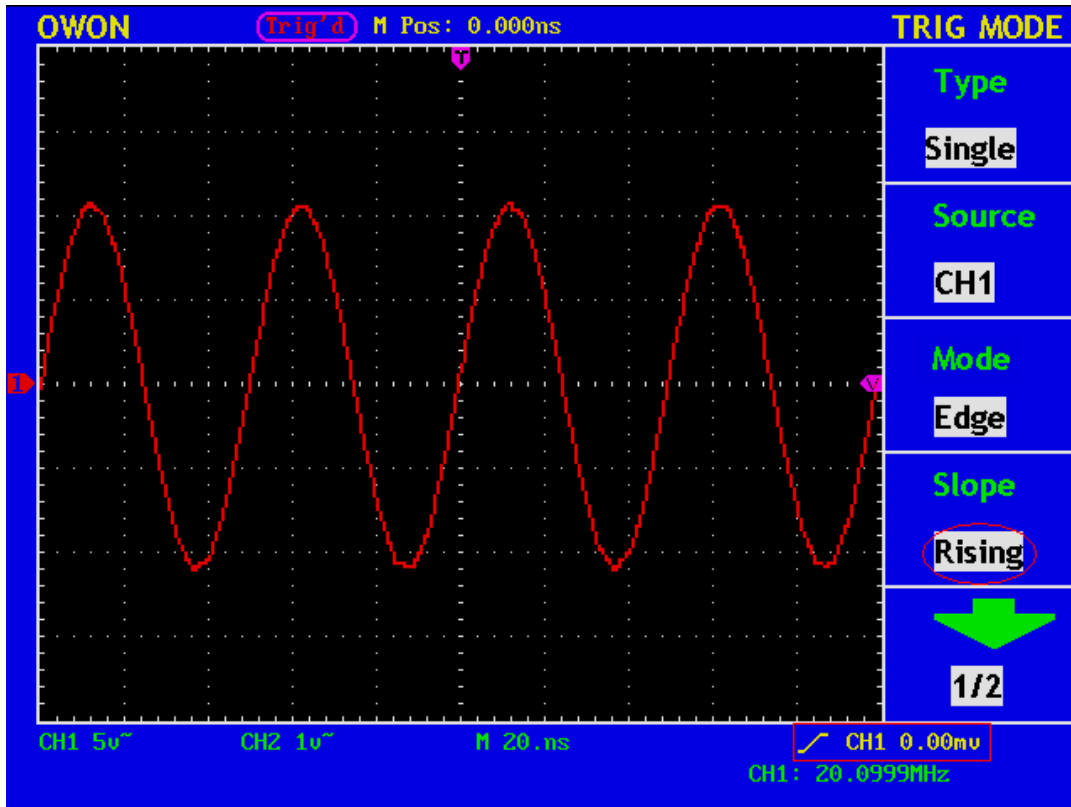 OWON Trig'd M Pos: 0.000ns TRIG MODE
T
Type
Single
Source
CH1
1
V
Mode
Edge
Slope
Rising
1/2
CH1 5v~ CH2 1v~ M 20.ns CH1 0.00mv
CH1: 20.0999MHz